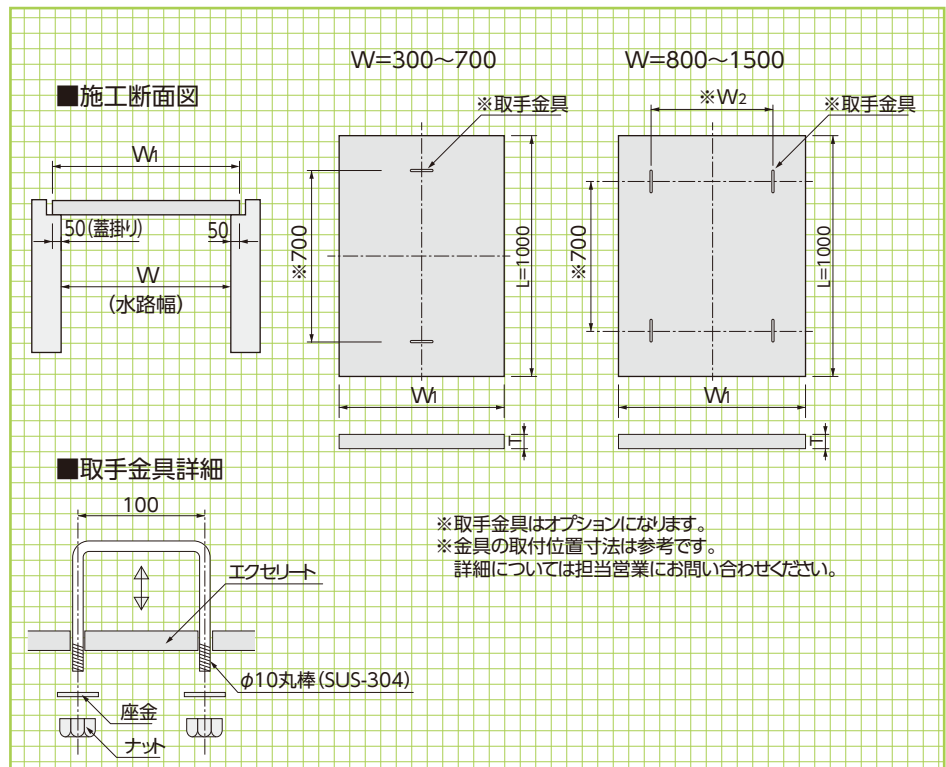 ■施工断面図
W1
50(蓋掛り)
50
W
(水路幅)
W=300～700
※取手金具
※700
L=1000
W1
T
W=800～1500
※W2
※取手金具
※700
L=1000
W1
T
■取手金具詳細
100
エクセリート
φ10丸棒(SUS-304)
座金
ナット
※取手金具はオプションになります。
※金具の取付位置寸法は参考です。
詳細については担当営業にお問い合わせください。